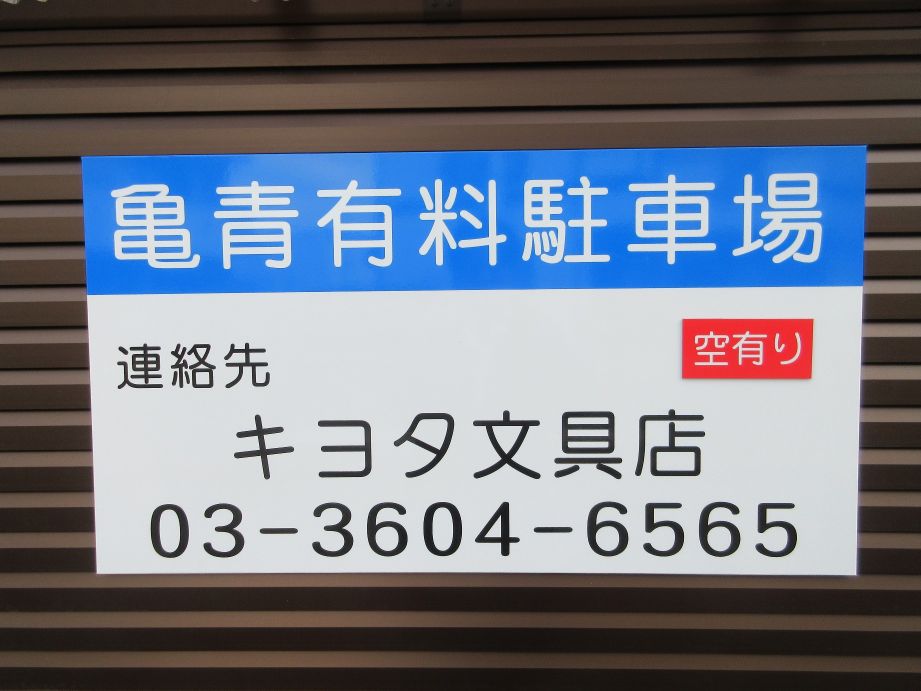 亀青有料駐車場
空有り
連絡先
キヨタ文具店
03-3604-6565